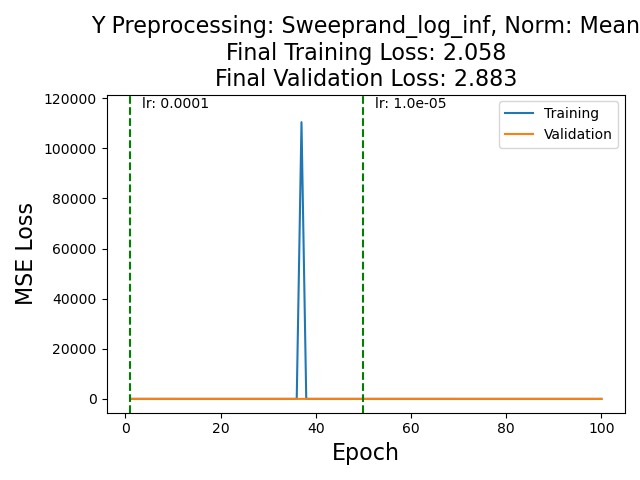 Y Preprocessing: Sweeprand_log_inf, Norm: Mean
Final Training Loss: 2.058
Final Validation Loss: 2.883
lr: 0.0001
lr: 1.0e-05
Training
Validation
120000
100000
80000
60000
40000
20000
0
MSE Loss
0 20 40 60 80 100
Epoch